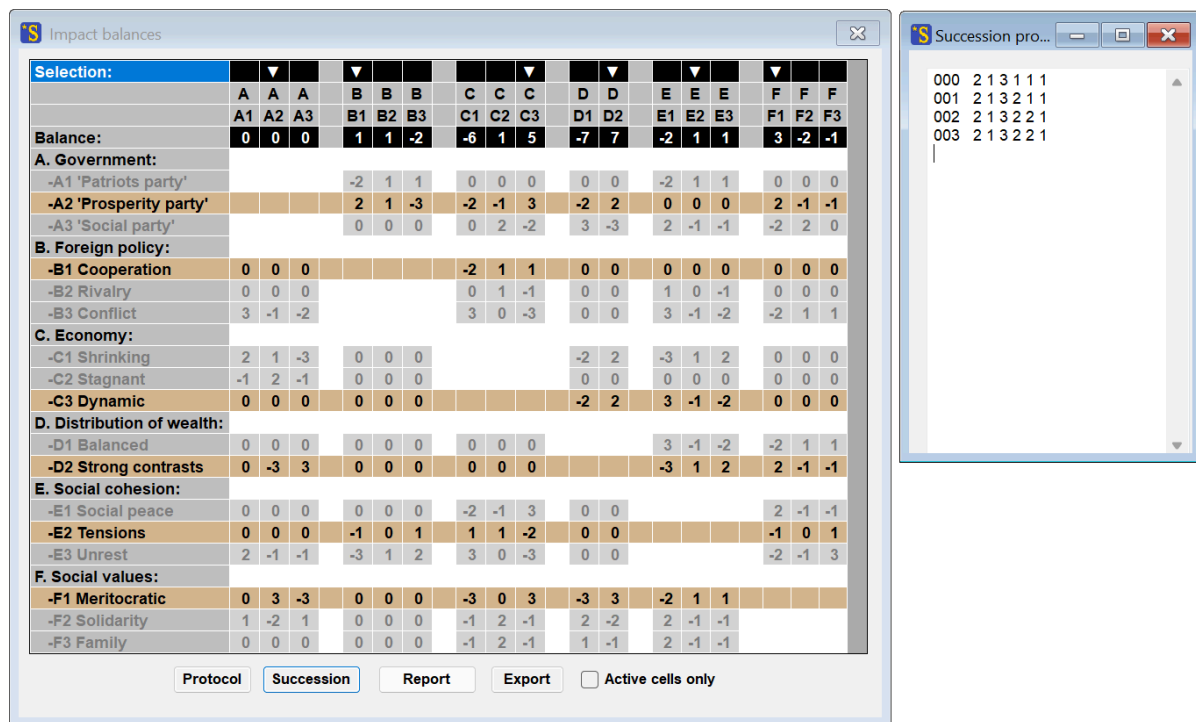 Impact balances
Selection: ▼ ▼ ▼ ▼ ▼ ▼
A A A B B B C C C D D E E E F F F
A1 A2 A3 B1 B2 B3 C1 C2 C3 D1 D2 E1 E2 E3 F1 F2 F3
Balance: 0 0 0 1 1 -2 -6 1 5 -7 7 -2 1 1 3 -2 -1
A. Government:
-A1 'Patriots party' -2 1 1 0 0 0 0 0 -2 1 1 0 0 0
-A2 'Prosperity party' 2 1 -3 -2 -1 3 -2 2 0 0 0 2 -1 -1
-A3 'Social party' 0 0 0 0 2 -2 3 -3 2 -1 -1 -2 2 0
B. Foreign policy:
-B1 Cooperation 0 0 0 -2 1 1 0 0 0 0 0 0 0 0
-B2 Rivalry 0 0 0 0 1 -1 0 0 1 0 -1 0 0 0
-B3 Conflict 3 -1 -2 3 0 -3 0 0 3 -1 -2 -2 1 1
C. Economy:
-C1 Shrinking 2 1 -3 0 0 0 -2 2 -3 1 2 0 0 0
-C2 Stagnant -1 2 -1 0 0 0 0 0 0 0 0 0 0 0
-C3 Dynamic 0 0 0 0 0 0 -2 2 3 -1 -2 0 0 0
D. Distribution of wealth:
-D1 Balanced 0 0 0 0 0 0 0 0 0 3 -1 -2 -2 1 1
-D2 Strong contrasts 0 -3 3 0 0 0 0 0 0 -3 1 2 2 -1 -1
E. Social cohesion:
-E1 Social peace 0 0 0 0 0 0 -2 -1 3 0 0 2 -1 -1
-E2 Tensions 0 0 0 -1 0 1 1 1 -2 0 0 -1 0 1
-E3 Unrest 2 -1 -1 -3 1 2 3 0 -3 0 0 -2 -1 3
F. Social values:
-F1 Meritocratic 0 3 -3 0 0 0 -3 0 3 -3 3 -2 1 1
-F2 Solidarity 1 -2 1 0 0 0 -1 2 -1 2 -2 2 -1 -1
-F3 Family 0 0 0 0 0 0 -1 2 -1 1 -1 2 -1 -1
Protocol Succession Report Export Active cells only
Succession pro...
000 2 1 3 1 1 1
001 2 1 3 2 1 1
002 2 1 3 2 2 1
003 2 1 3 2 2 1